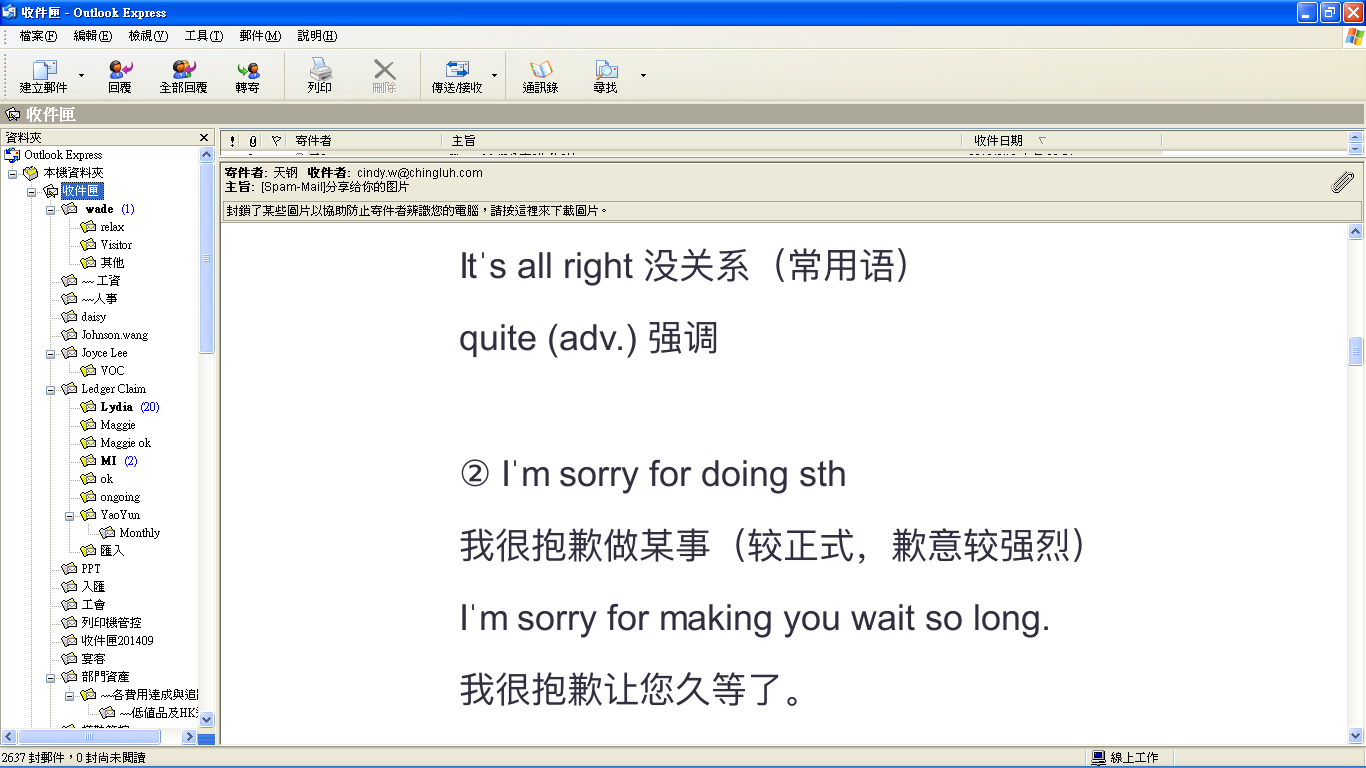 收件匣 - Outlook Express
檔案(F) 編輯(E) 檢視(V) 工具(T) 郵件(M) 說明(H)
建立郵件 回覆 全部回覆 轉寄 列印 刪除 傳送/接收 通訊錄 尋找
收件匣
資料夾
Outlook Express
本機資料夾
收件匣
wade (1)
relax
Visitor
其他
~~工資
~~人事
daisy
Johnson.wang
Joyce Lee
VOC
Ledger Claim
Lydia (20)
Maggie
Maggie ok
MI (2)
ok
ongoing
YaoYun
Monthly
匯入
PPT
入匯
工會
列印機管控
收件匣201409
宴客
部門資產
~~各費用達成與追
~~低值品及HK
寄件者 主旨 收件日期
寄件者: 天钢 收件者: cindy.w@chingluh.com
主旨: [Spam-Mail]分享给你的图片
封鎖了某些圖片以協助防止寄件者辨識您的電腦，請按這裡來下載圖片。
It's all right 没关系（常用语）
quite (adv.) 强调
② I'm sorry for doing sth
我很抱歉做某事（较正式，歉意较强烈）
I'm sorry for making you wait so long.
我很抱歉让您久等了。
2637 封郵件，0 封尚未閱讀
線上工作